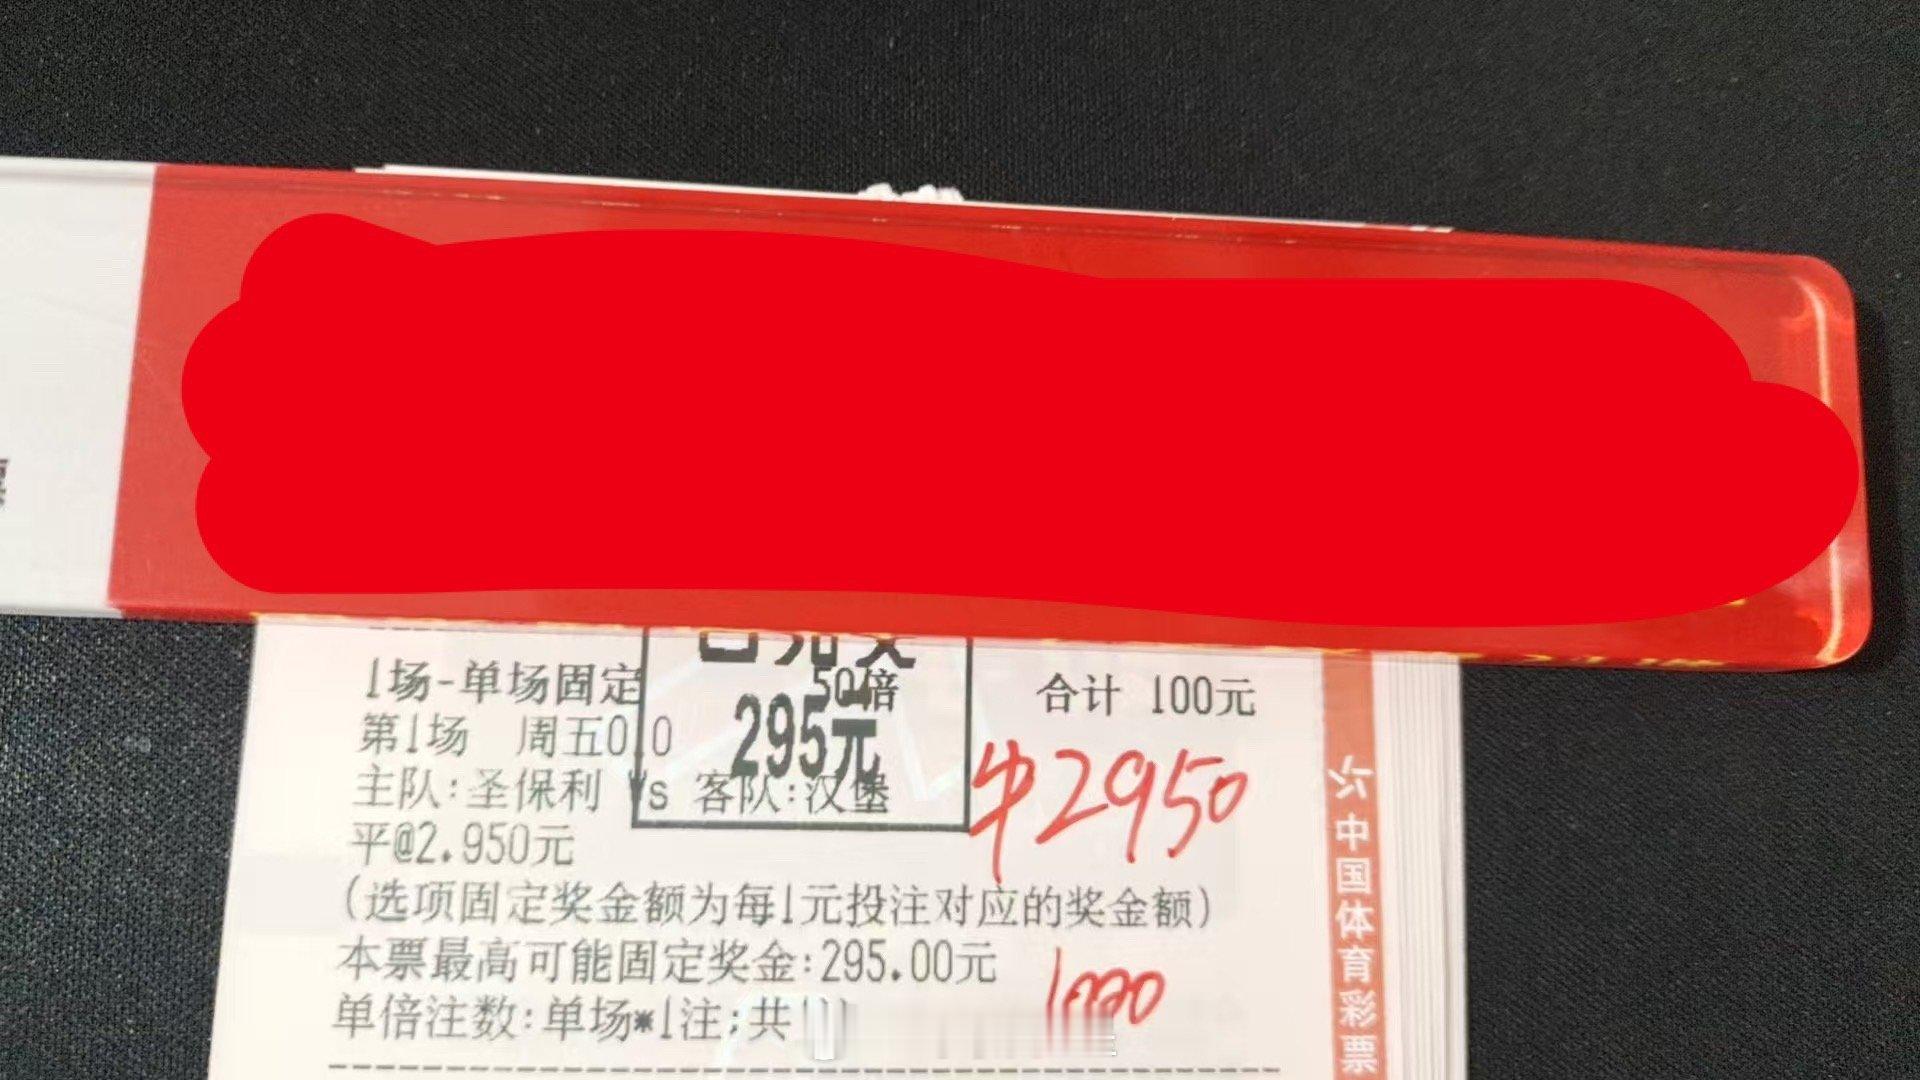 票
已兑奖
1场-单场固定 50倍 合计 100元
295元
第1场 周五010
主队:圣保利 Vs 客队:汉堡
中2950
平@2.950元
(选项固定奖金额为每1元投注对应的奖金额)
本票最高可能固定奖金:295.00元
单倍注数:单场*1注;共1
中国体育彩票